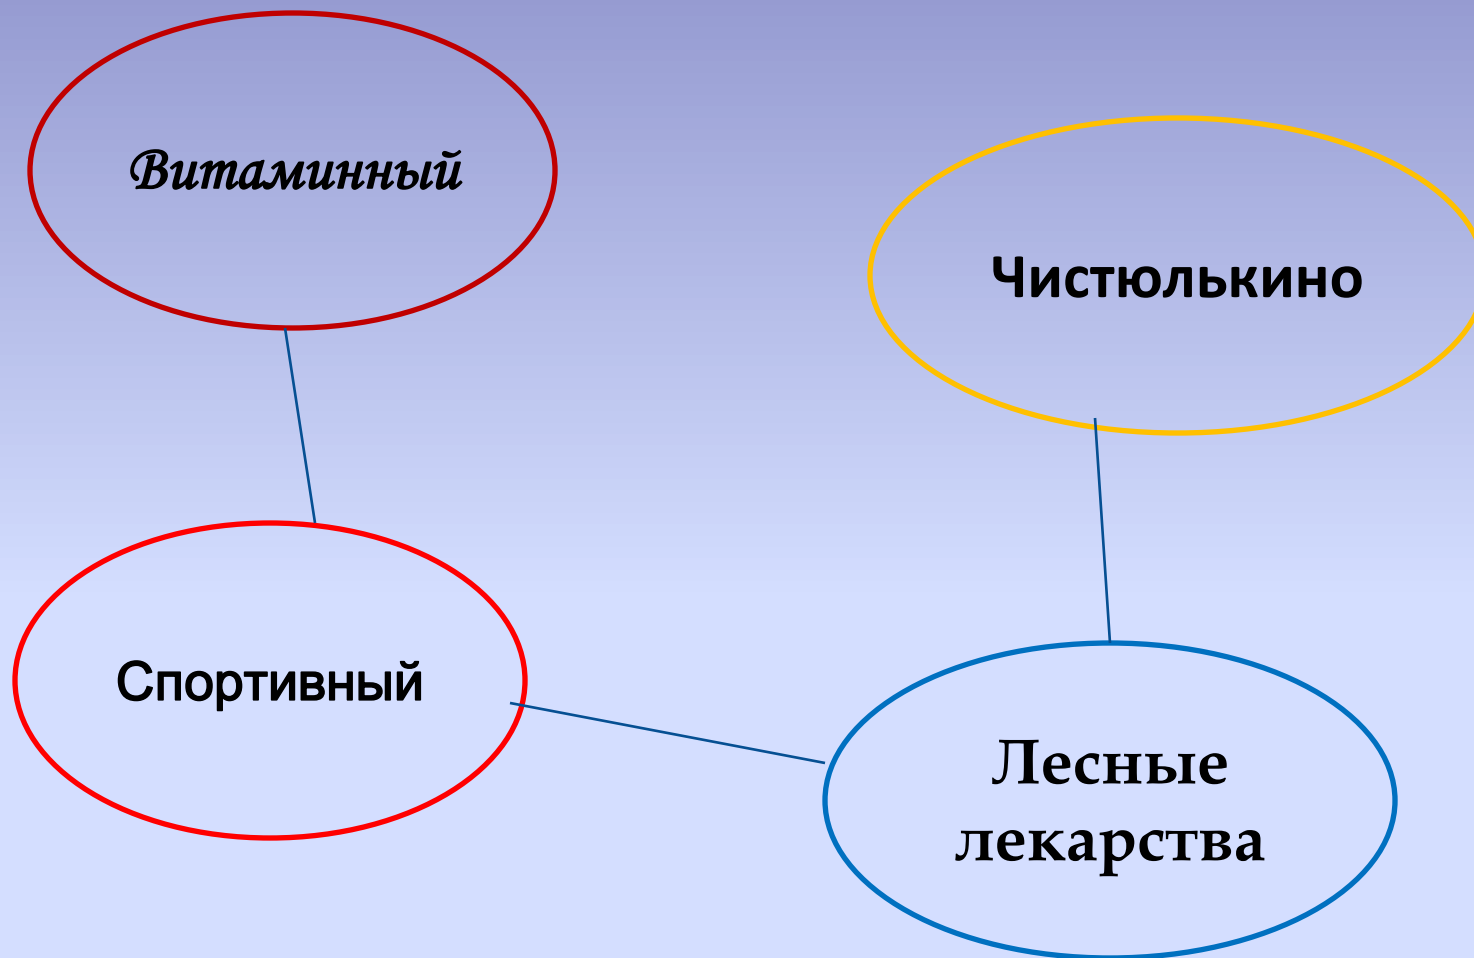 Витаминный
Чистюлькино
Спортивный
Лесные
лекарства